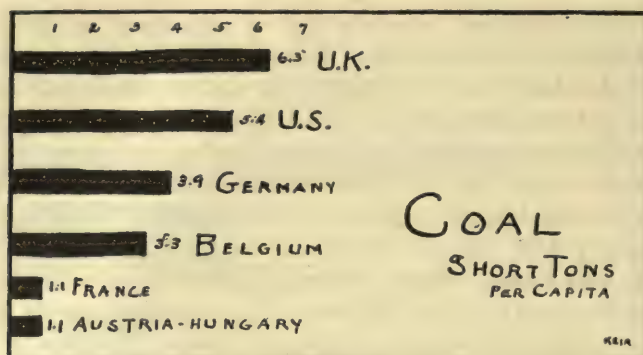 1 2 3 4 5 6 7
6.3 U.K.
5.4 U.S.
3.9 GERMANY
3.3 BELGIUM
1.1 FRANCE
1.1 AUSTRIA-HUNGARY
COAL
SHORT TONS
PER CAPITA